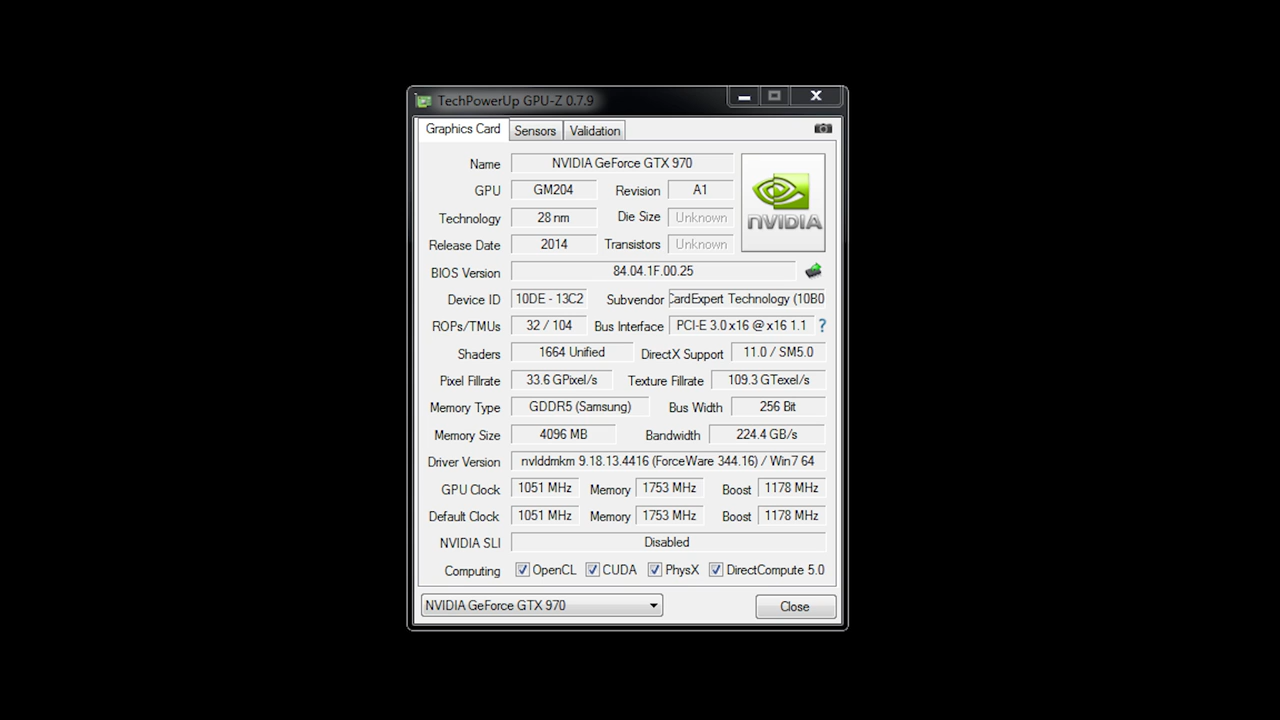 TechPowerUp GPU-Z 0.7.9
Graphics Card Sensors Validation
Name NVIDIA GeForce GTX 970
GPU GM204 Revision A1
Technology 28 nm Die Size Unknown
Release Date 2014 Transistors Unknown
nVIDIA
BIOS Version 84.04.1F.00.25
Device ID 10DE - 13C2 Subvendor CardExpert Technology (10B0
ROPs/TMUs 32 / 104 Bus Interface PCI-E 3.0 x16 @ x16 1.1 ?
Shaders 1664 Unified DirectX Support 11.0 / SM5.0
Pixel Fillrate 33.6 GPixel/s Texture Fillrate 109.3 GTexel/s
Memory Type GDDR5 (Samsung) Bus Width 256 Bit
Memory Size 4096 MB Bandwidth 224.4 GB/s
Driver Version nvlddmkm 9.18.13.4416 (ForceWare 344.16) / Win7 64
GPU Clock 1051 MHz Memory 1753 MHz Boost 1178 MHz
Default Clock 1051 MHz Memory 1753 MHz Boost 1178 MHz
NVIDIA SLI Disabled
Computing OpenCL CUDA PhysX DirectCompute 5.0
NVIDIA GeForce GTX 970 Close